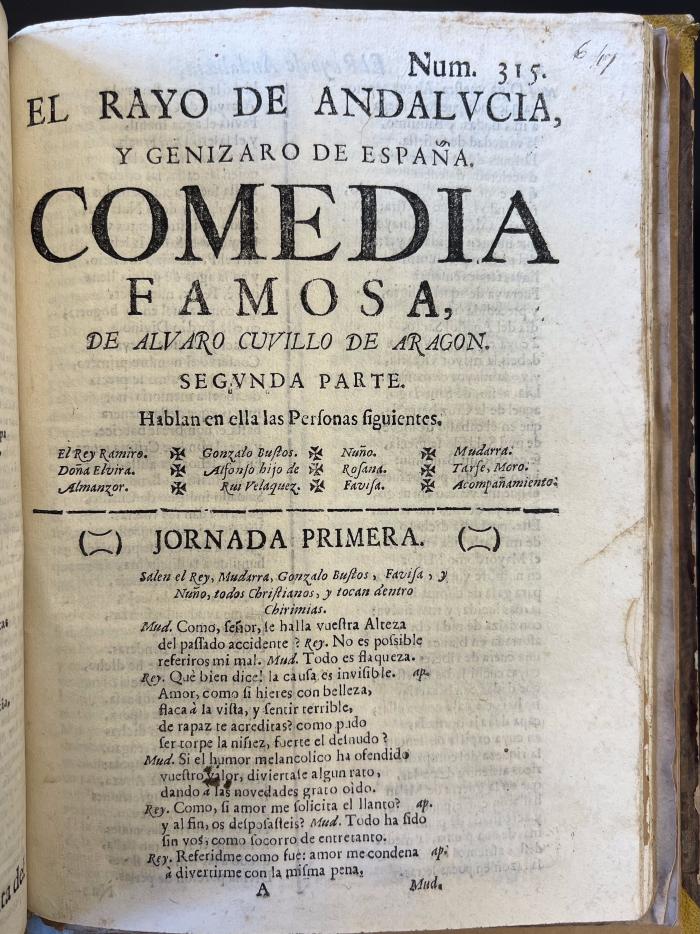 6 
Num. 315.
EL RAYO DE ANDALVCIA,
Y GENIZARO DE ESPAÑA.
COMEDIA
FAMOSA,
DE ALVARO CUVILLO DE ARAGON.
SEGVNDA PARTE.
Hablan en ella las Personas siguientes.
El Rey Ramiro. ✠ Gonzalo Bustos. ✠ Nuño. ✠ Mudarra.
Doña Elvira. ✠ Alfonso hijo de ✠ Rosana. ✠ Tarfe, Moro.
Almanzor. ✠ Rui Velaquez. ✠ Favisa. ✠ Acompañamiento.
JORNADA PRIMERA.
Salen el Rey, Mudarra, Gonzalo Bustos, Favisa, y
Nuño, todos Christianos, y tocan dentro
Chirimias.
Mud. Como, señor, se halla vuestra Alteza
del passado accidente? Rey. No es possible
referiros mi mal. Mud. Todo es flaqueza.
Rey. Què bien dice! la causa es invisible. ap.
Amor, como si hieres con belleza,
flaca à la vista, y sentir terrible,
de rapaz te acreditas? como pudo
ser torpe la niñez, fuerte el desnudo?
Mud. Si el humor melancolico ha ofendido
vuestro valor, diviertase algun rato,
dando à las novedades grato oido.
Rey. Como, si amor me solicita el llanto? ap.
y al fin, os desposasteis? Mud. Todo ha sido
sin vos, como socorro de entretanto.
Rey. Referidme como fue: amor me condena ap.
à divertirme con la misma pena,
A Mud.